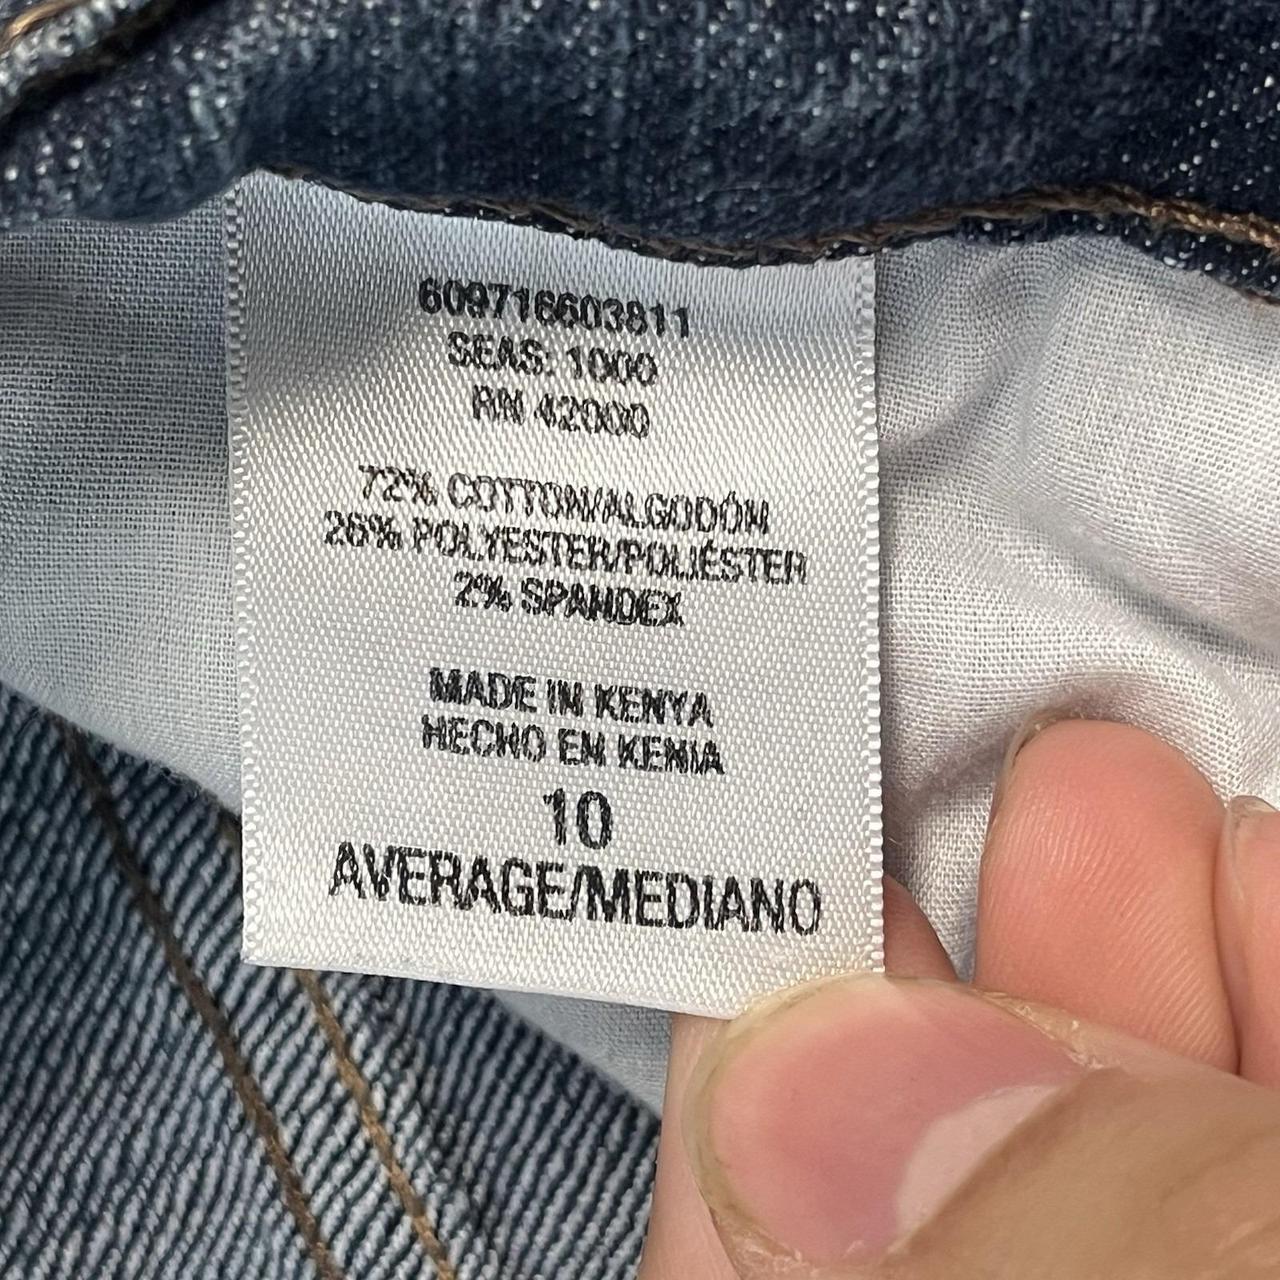 609716603811
SEAS: 1000
RN 42000
72% COTTON/ALGODÓN
26% POLYESTER/POLIÉSTER
2% SPANDEX
MADE IN KENYA
HECHO EN KENIA
10
AVERAGE/MEDIANO